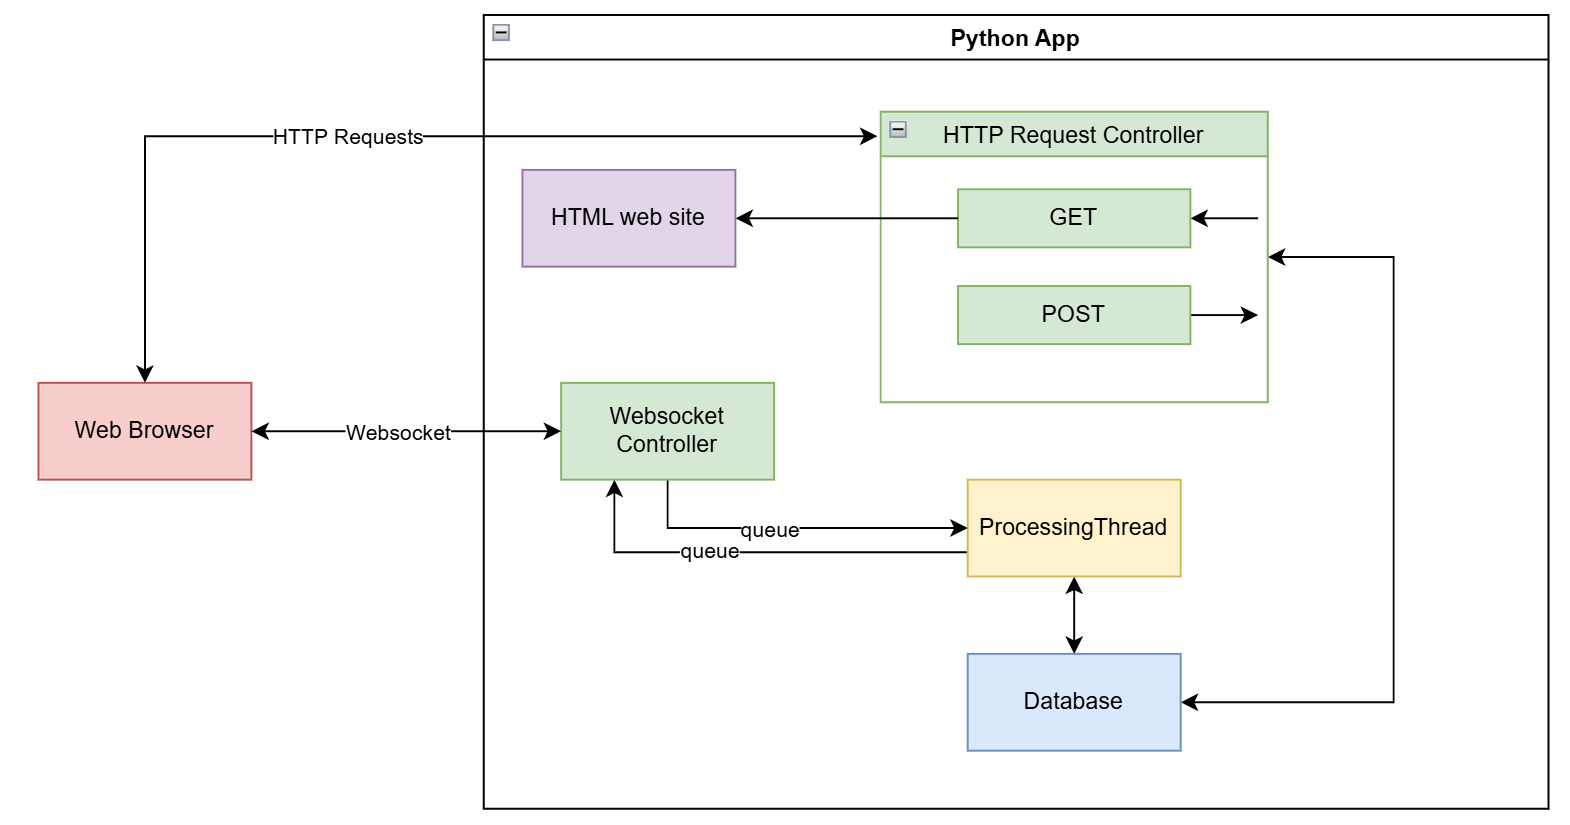 Python App
HTTP Requests
HTTP Request Controller
HTML web site
GET
POST
Web Browser
Websocket
Websocket
Controller
queue
queue
ProcessingThread
Database